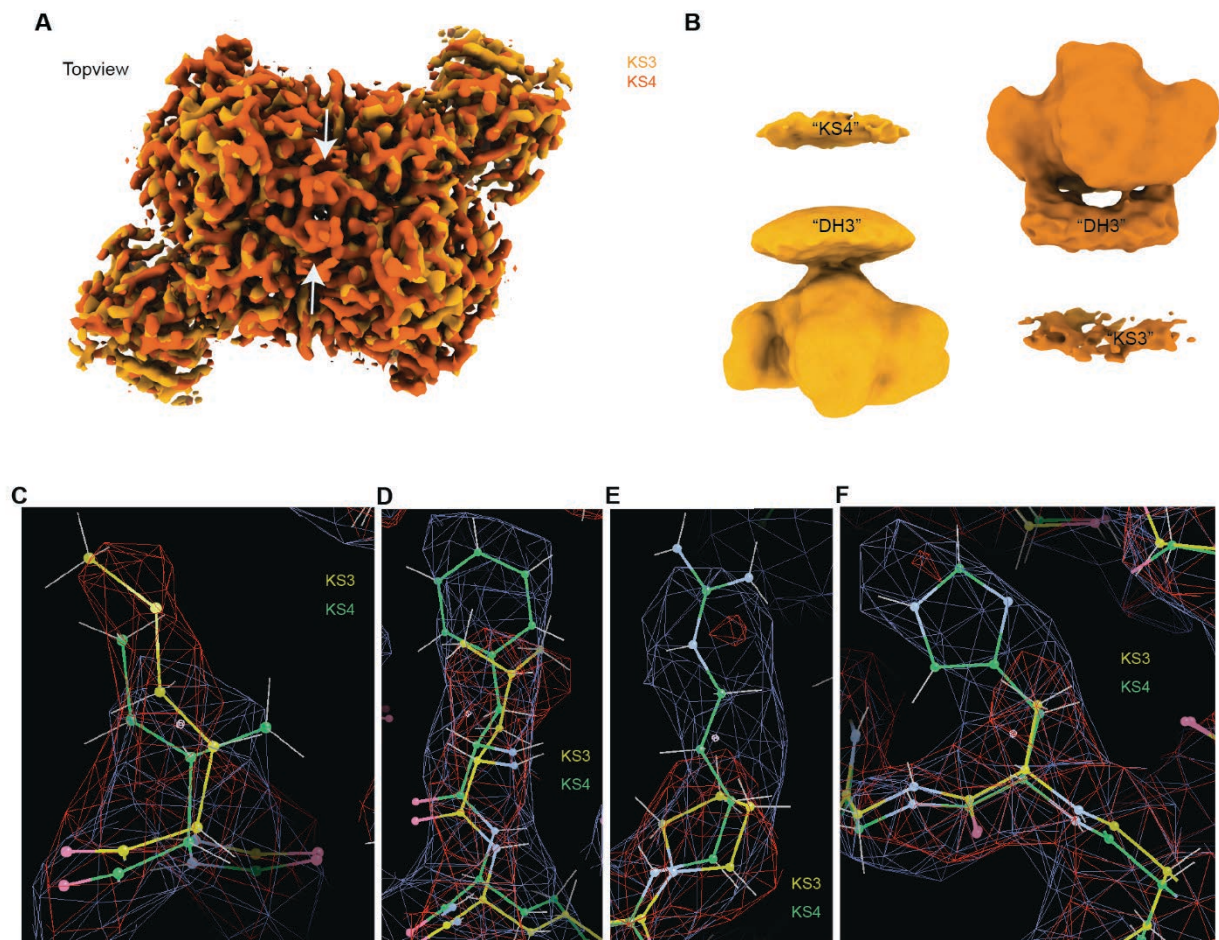 A
Topview
KS3
KS4
B
“KS4”
“DH3”
“DH3”
“KS3”
C
KS3
KS4
D
KS3
KS4
E
KS3
KS4
F
KS3
KS4